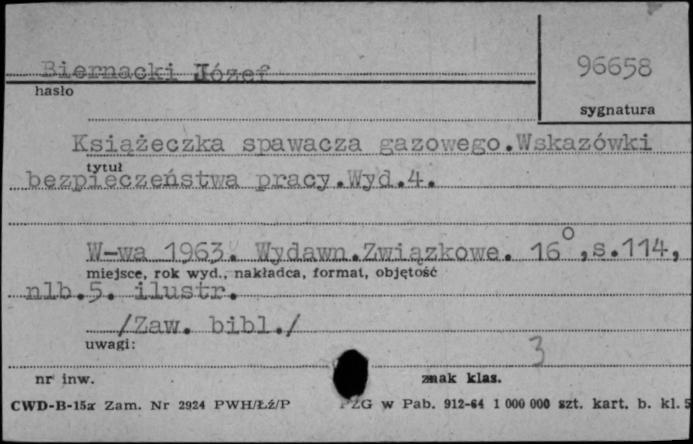 Biernacki Józef
96658
hasło
sygnatura
Książeczka spawacza gazowego.Wskazówki
tytuł
bezpieczeństwa pracy.Wyd.4.
W-wa 1963. Wydawn.Związkowe. 16°,s.114,
miejsce, rok wyd., nakładca, format, objętość
nlb.5. ilustr.
/Zaw. bibl./
uwagi:
3
nr inw.
znak klas.
CWD-B-15a Zam. Nr 2924 PWH/Łź/P PZG w Pab. 912-64 1 000 000 szt. kart. b. kl. 5